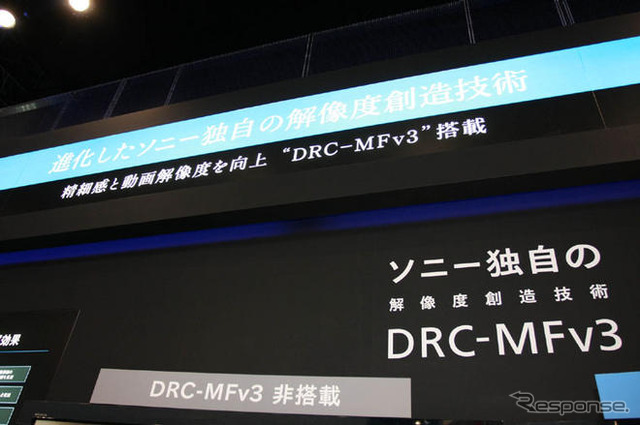 進化したソニー独自の解像度創造技術
精細感と動画解像度を向上 “DRC-MFv3”搭載
ソニー独自の
解像度創造技術
DRC-MFv3
効果
DRC-MFv3 非搭載
Response.